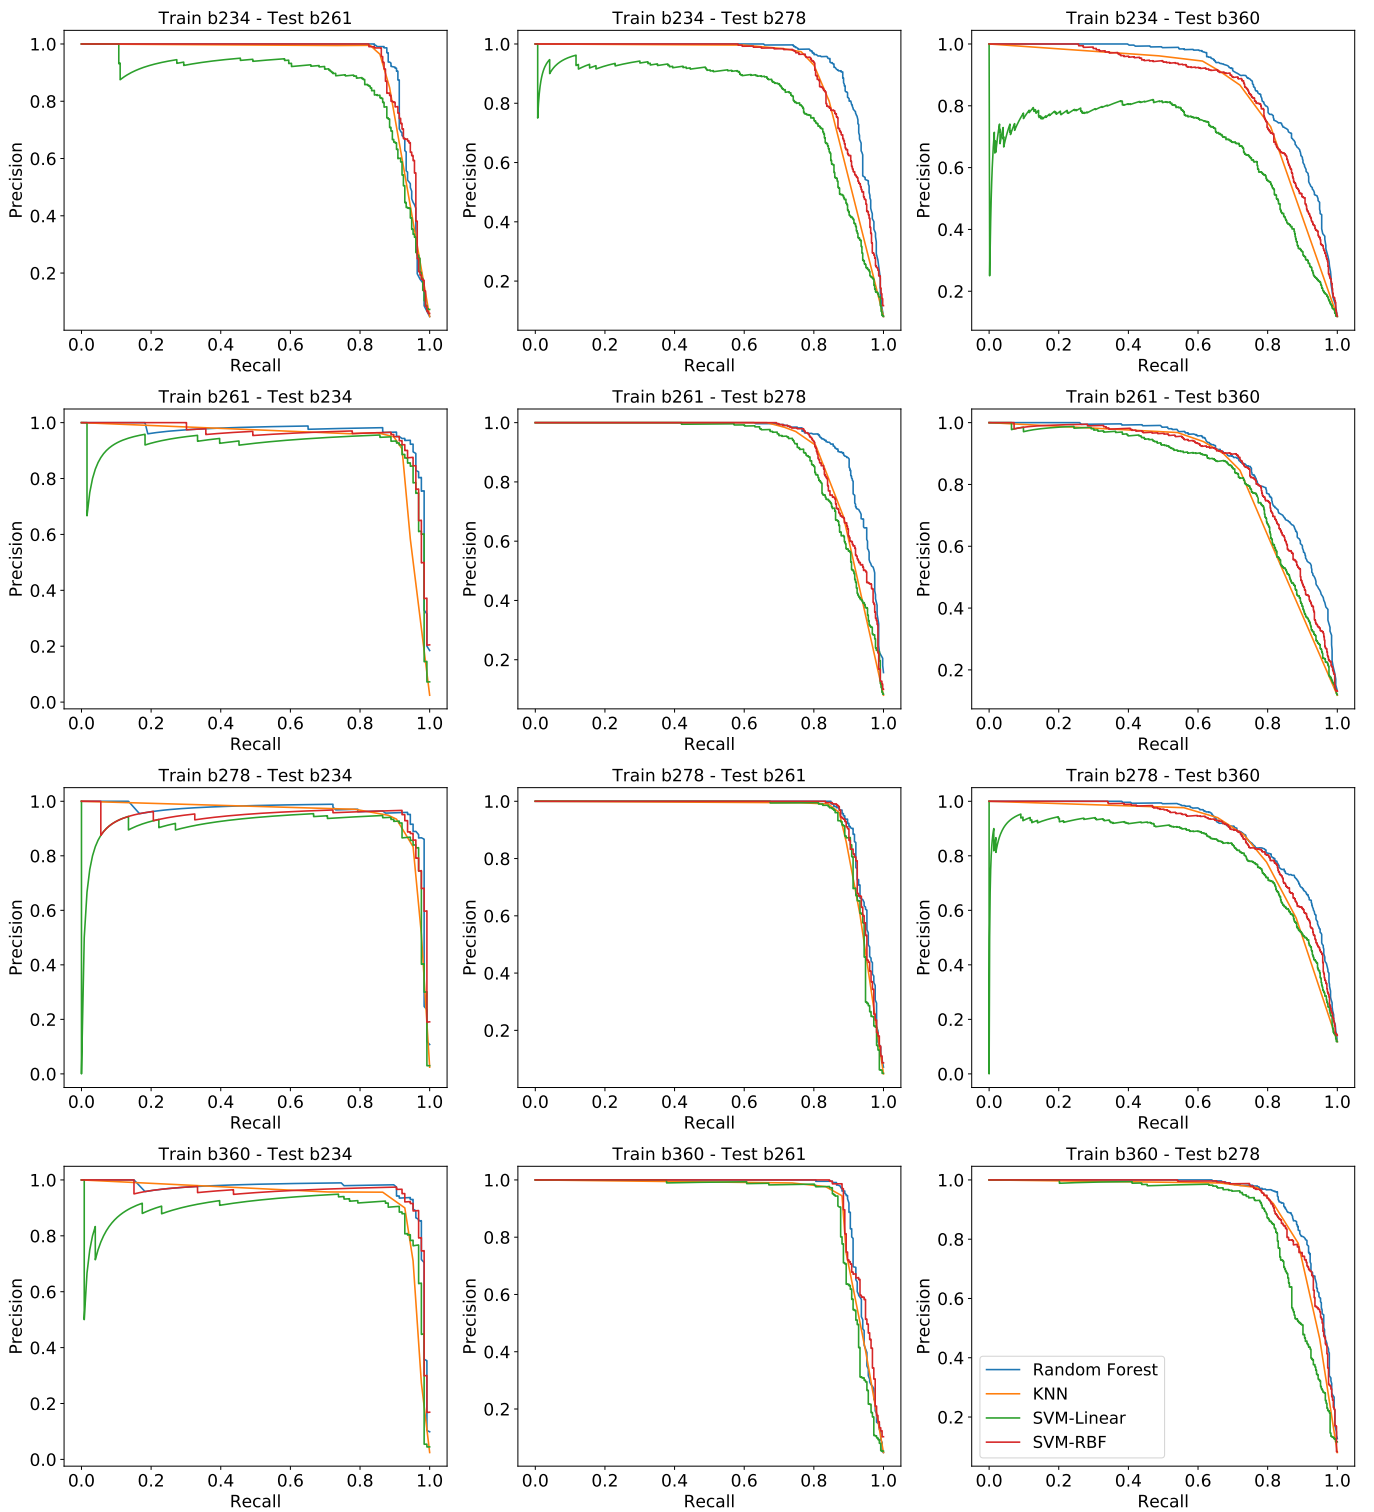 Train b234 - Test b261
Precision
1.0
0.8
0.6
0.4
0.2
0.0 0.2 0.4 0.6 0.8 1.0
Recall
Train b234 - Test b278
Precision
1.0
0.8
0.6
0.4
0.2
0.0 0.2 0.4 0.6 0.8 1.0
Recall
Train b234 - Test b360
Precision
1.0
0.8
0.6
0.4
0.2
0.0 0.2 0.4 0.6 0.8 1.0
Recall
Train b261 - Test b234
Precision
1.0
0.8
0.6
0.4
0.2
0.0
0.0 0.2 0.4 0.6 0.8 1.0
Recall
Train b261 - Test b278
Precision
1.0
0.8
0.6
0.4
0.2
0.0 0.2 0.4 0.6 0.8 1.0
Recall
Train b261 - Test b360
Precision
1.0
0.8
0.6
0.4
0.2
0.0 0.2 0.4 0.6 0.8 1.0
Recall
Train b278 - Test b234
Precision
1.0
0.8
0.6
0.4
0.2
0.0
0.0 0.2 0.4 0.6 0.8 1.0
Recall
Train b278 - Test b261
Precision
1.0
0.8
0.6
0.4
0.2
0.0 0.2 0.4 0.6 0.8 1.0
Recall
Train b278 - Test b360
Precision
1.0
0.8
0.6
0.4
0.2
0.0
0.0 0.2 0.4 0.6 0.8 1.0
Recall
Train b360 - Test b234
Precision
1.0
0.8
0.6
0.4
0.2
0.0
0.0 0.2 0.4 0.6 0.8 1.0
Recall
Train b360 - Test b261
Precision
1.0
0.8
0.6
0.4
0.2
0.0 0.2 0.4 0.6 0.8 1.0
Recall
Train b360 - Test b278
Precision
1.0
0.8
0.6
0.4
0.2
Random Forest
KNN
SVM-Linear
SVM-RBF
0.0 0.2 0.4 0.6 0.8 1.0
Recall